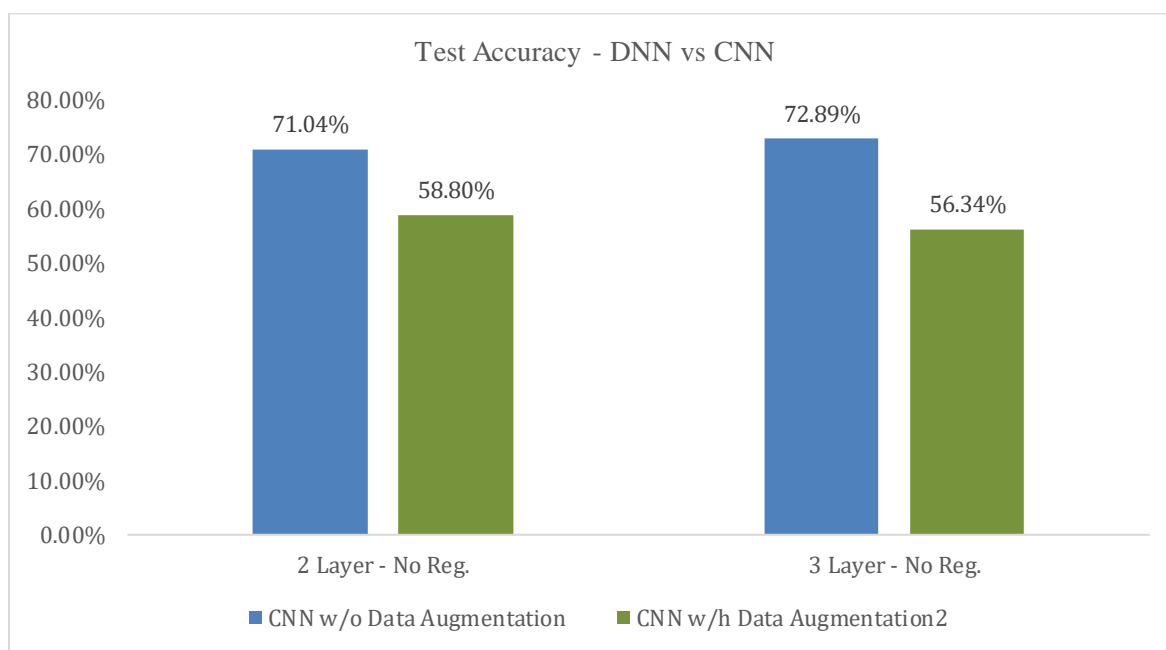 Test Accuracy - DNN vs CNN
80.00%
70.00%
60.00%
50.00%
40.00%
30.00%
20.00%
10.00%
0.00%
71.04%
58.80%
72.89%
56.34%
2 Layer - No Reg.
3 Layer - No Reg.
CNN w/o Data Augmentation
CNN w/h Data Augmentation2